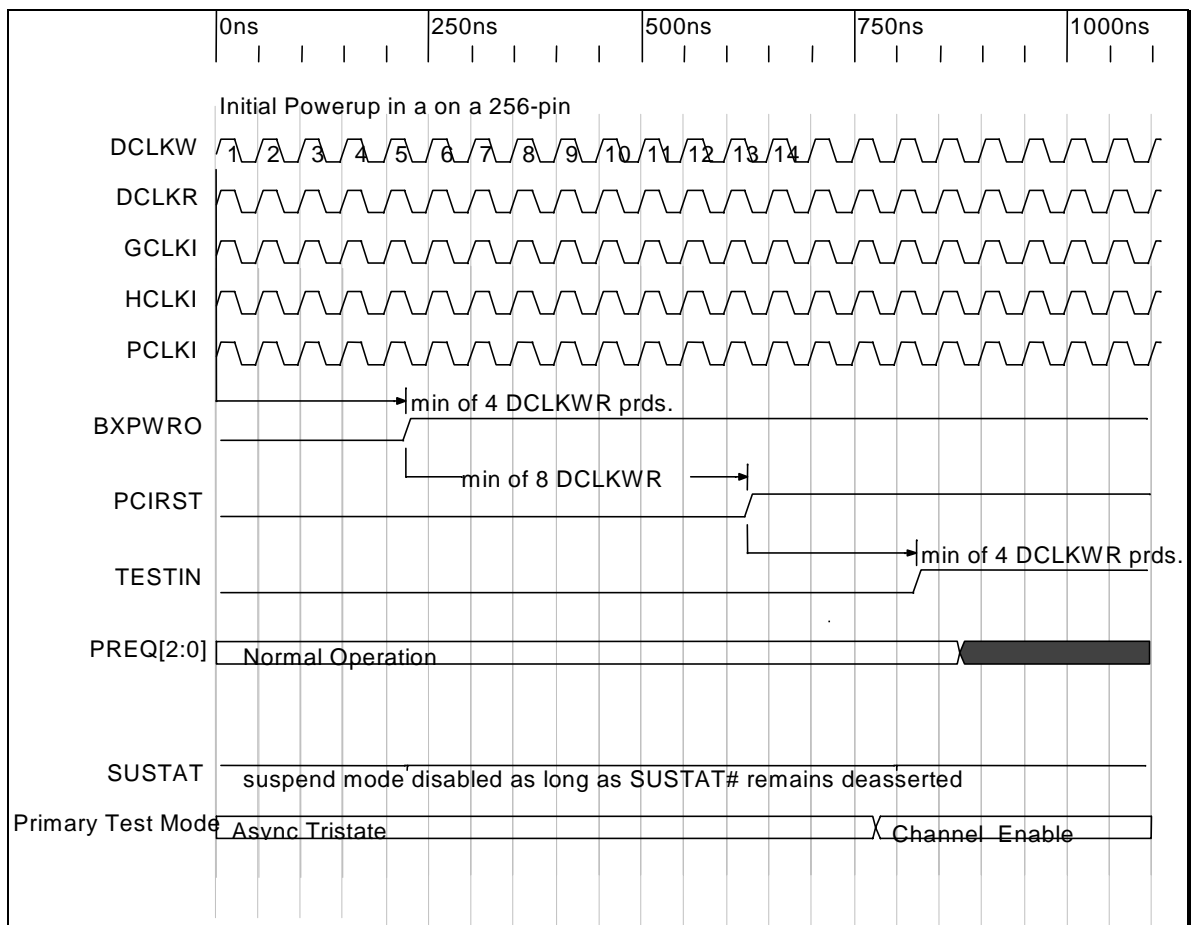 0ns 250ns 500ns 750ns 1000ns
Initial Powerup in a on a 256-pin
DCLKW 1 2 3 4 5 6 7 8 9 10 11 12 13 14
DCLKR
GCLKI
HCLKI
PCLKI
min of 4 DCLKWR prds.
BXPWRO
min of 8 DCLKWR
PCIRST
min of 4 DCLKWR prds.
TESTIN
PREQ[2:0] Normal Operation
SUSTAT suspend mode disabled as long as SUSTAT# remains deasserted
Primary Test Mode Async Tristate Channel Enable